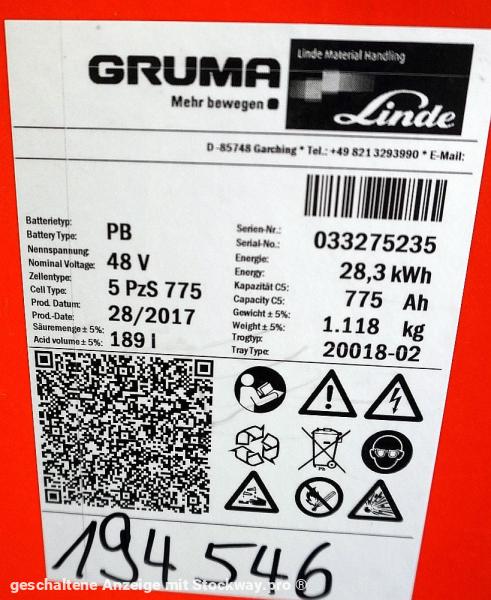 GRUMA
Mehr bewegen
Linde Material Handling
Linde
D -85748 Garching * Tel.: +49 821 3293990 * E-Mail:
Batterietyp:
Battery Type: PB
Nennspannung
Nominal Voltage: 48 V
Zellentype:
Cell Type: 5 PzS 775
Prod. Datum:
Prod.-Date: 28/2017
Säuremenge ± 5%:
Acid volume ± 5%: 189 l
Serien-Nr.:
Serial-No.: 033275235
Energie:
Energy: 28,3 kWh
Kapazität C5:
Capacity C5: 775 Ah
Gewicht ± 5%:
Weight ± 5%: 1.118 kg
Trogtyp:
Tray Type: 20018-02
Pb
194 546
geschaltene Anzeige mit Stockway.pro ®